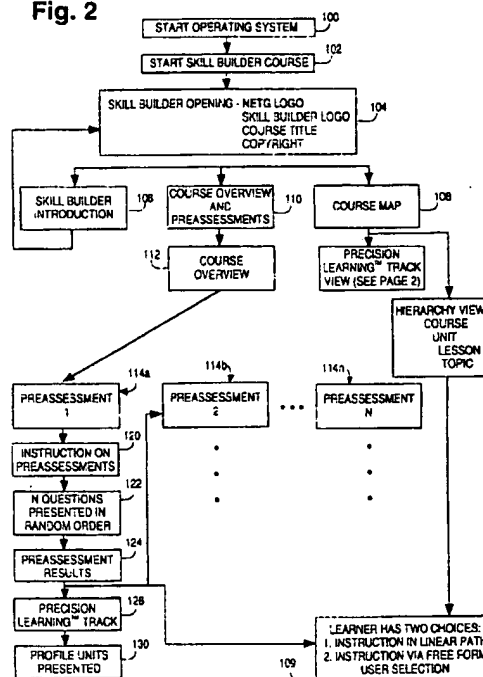 Fig. 2
START OPERATING SYSTEM
100
START SKILL BUILDER COURSE
102
SKILL BUILDER OPENING - NETG LOGO
SKILL BUILDER LOGO
COURSE TITLE
COPYRIGHT
104
SKILL BUILDER
INTRODUCTION
106
COURSE OVERVIEW
AND
PREASSESSMENTS
110
COURSE MAP
108
112
COURSE
OVERVIEW
PRECISION
LEARNING™ TRACK
VIEW (SEE PAGE 2)
HIERARCHY VIEW
COURSE
UNIT
LESSON
TOPIC
PREASSESSMENT
1
114a
114b
PREASSESSMENT
2
...
114n
PREASSESSMENT
N
INSTRUCTION ON
PREASSESSMENTS
120
N QUESTIONS
PRESENTED IN
RANDOM ORDER
122
PREASSESSMENT
RESULTS
124
PRECISION
LEARNING™ TRACK
126
PROFILE UNITS
PRESENTED
130
LEARNER HAS TWO CHOICES:
1. INSTRUCTION IN LINEAR PATH
2. INSTRUCTION VIA FREE FORM
USER SELECTION
109